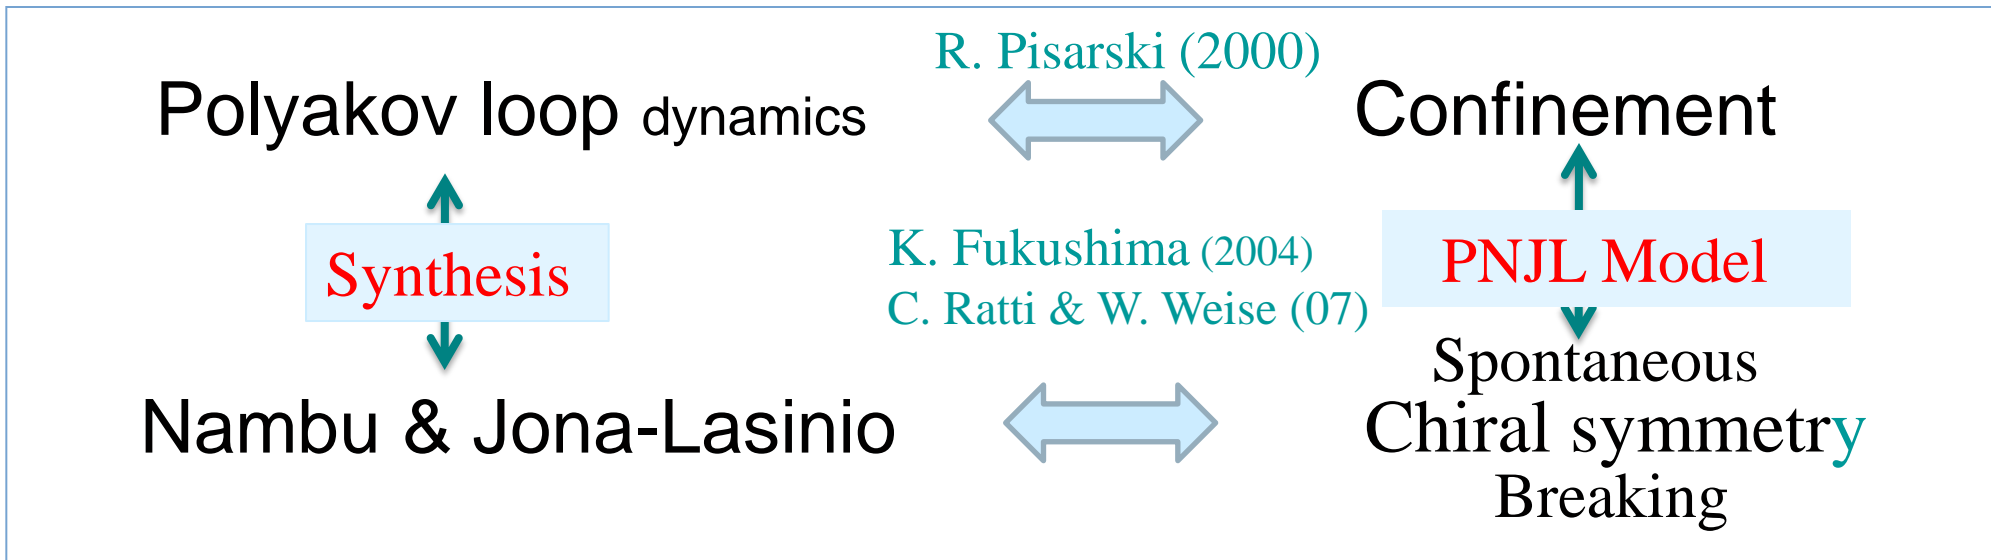 R. Pisarski (2000)
Polyakov loop dynamics
Confinement
Synthesis
K. Fukushima (2004)
C. Ratti & W. Weise (07)
PNJL Model
Nambu & Jona-Lasinio
Spontaneous
Chiral symmetry
Breaking